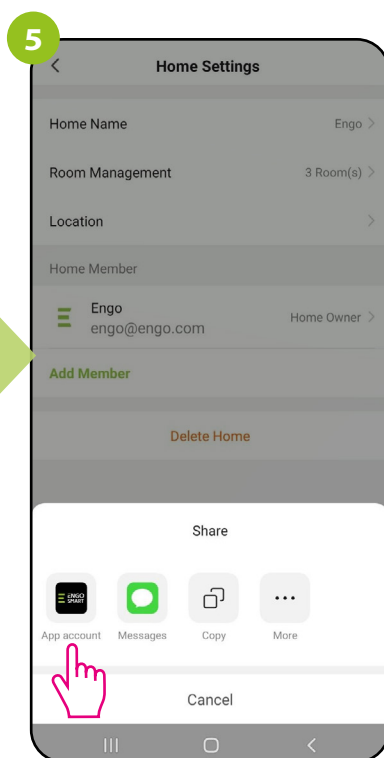 5
Home Settings
Home Name Engo
Room Management 3 Room(s)
Location
Home Member
Engo
engo@engo.com
Home Owner
Add Member
Delete Home
Share
ENGO
SMART
App account Messages Copy More
Cancel